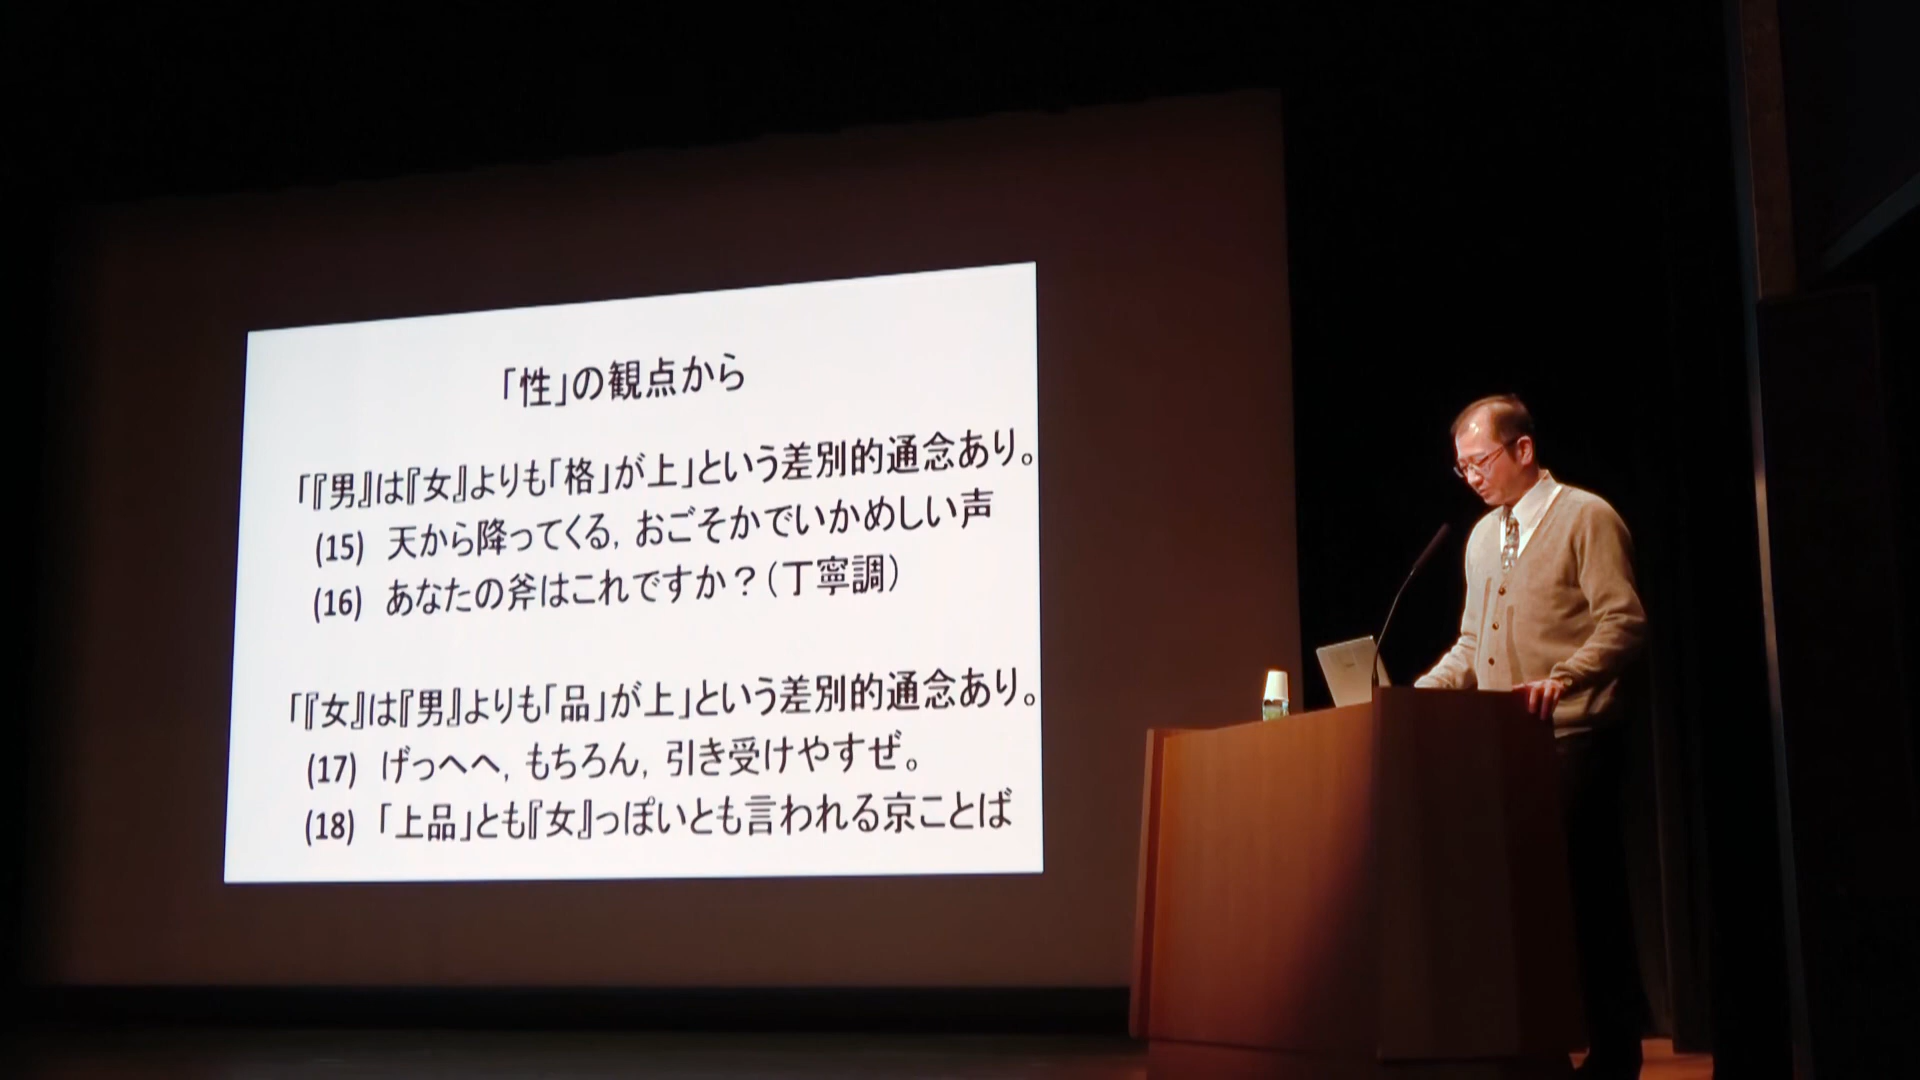 「性」の観点から
「『男』は『女』よりも「格」が上」という差別的通念あり。
(15) 天から降ってくる, おごそかでいかめしい声
(16) あなたの斧はこれですか？(丁寧調)
「『女』は『男』よりも「品」が上」という差別的通念あり。
(17) げっへへ, もちろん, 引き受けやすぜ。
(18) 「上品」とも『女』っぽいとも言われる京ことば